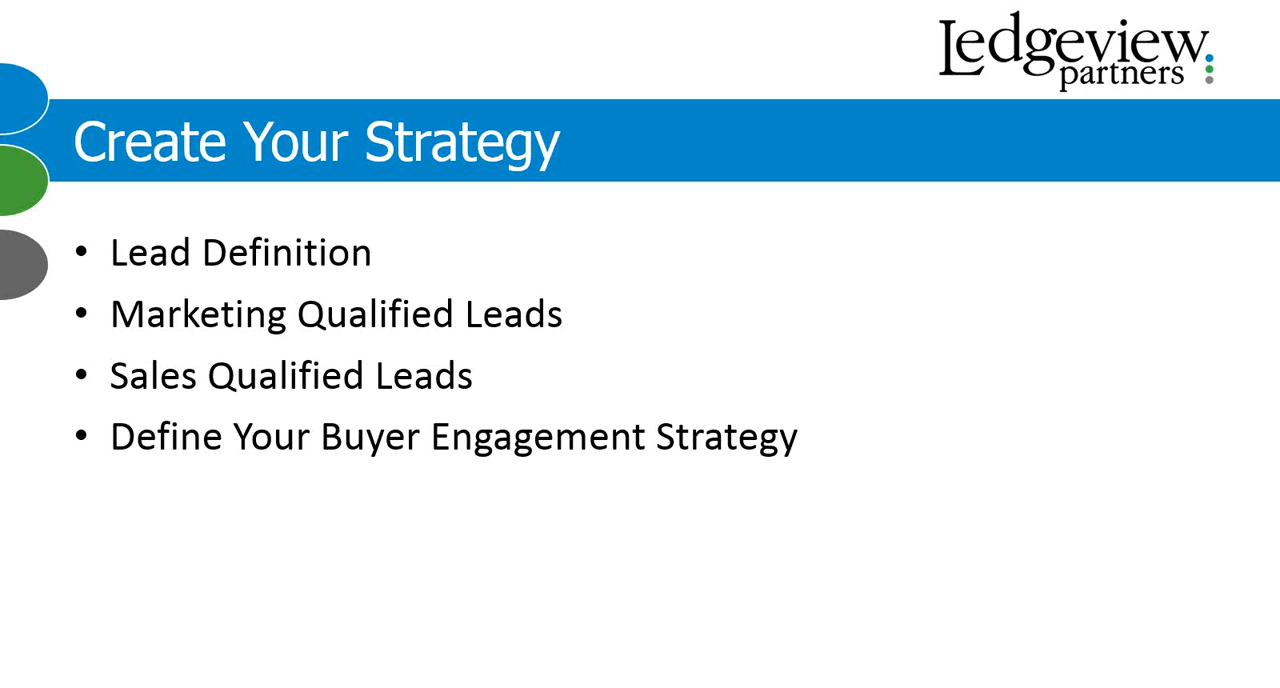 Ledgeview
partners
Create Your Strategy
• Lead Definition
• Marketing Qualified Leads
• Sales Qualified Leads
• Define Your Buyer Engagement Strategy